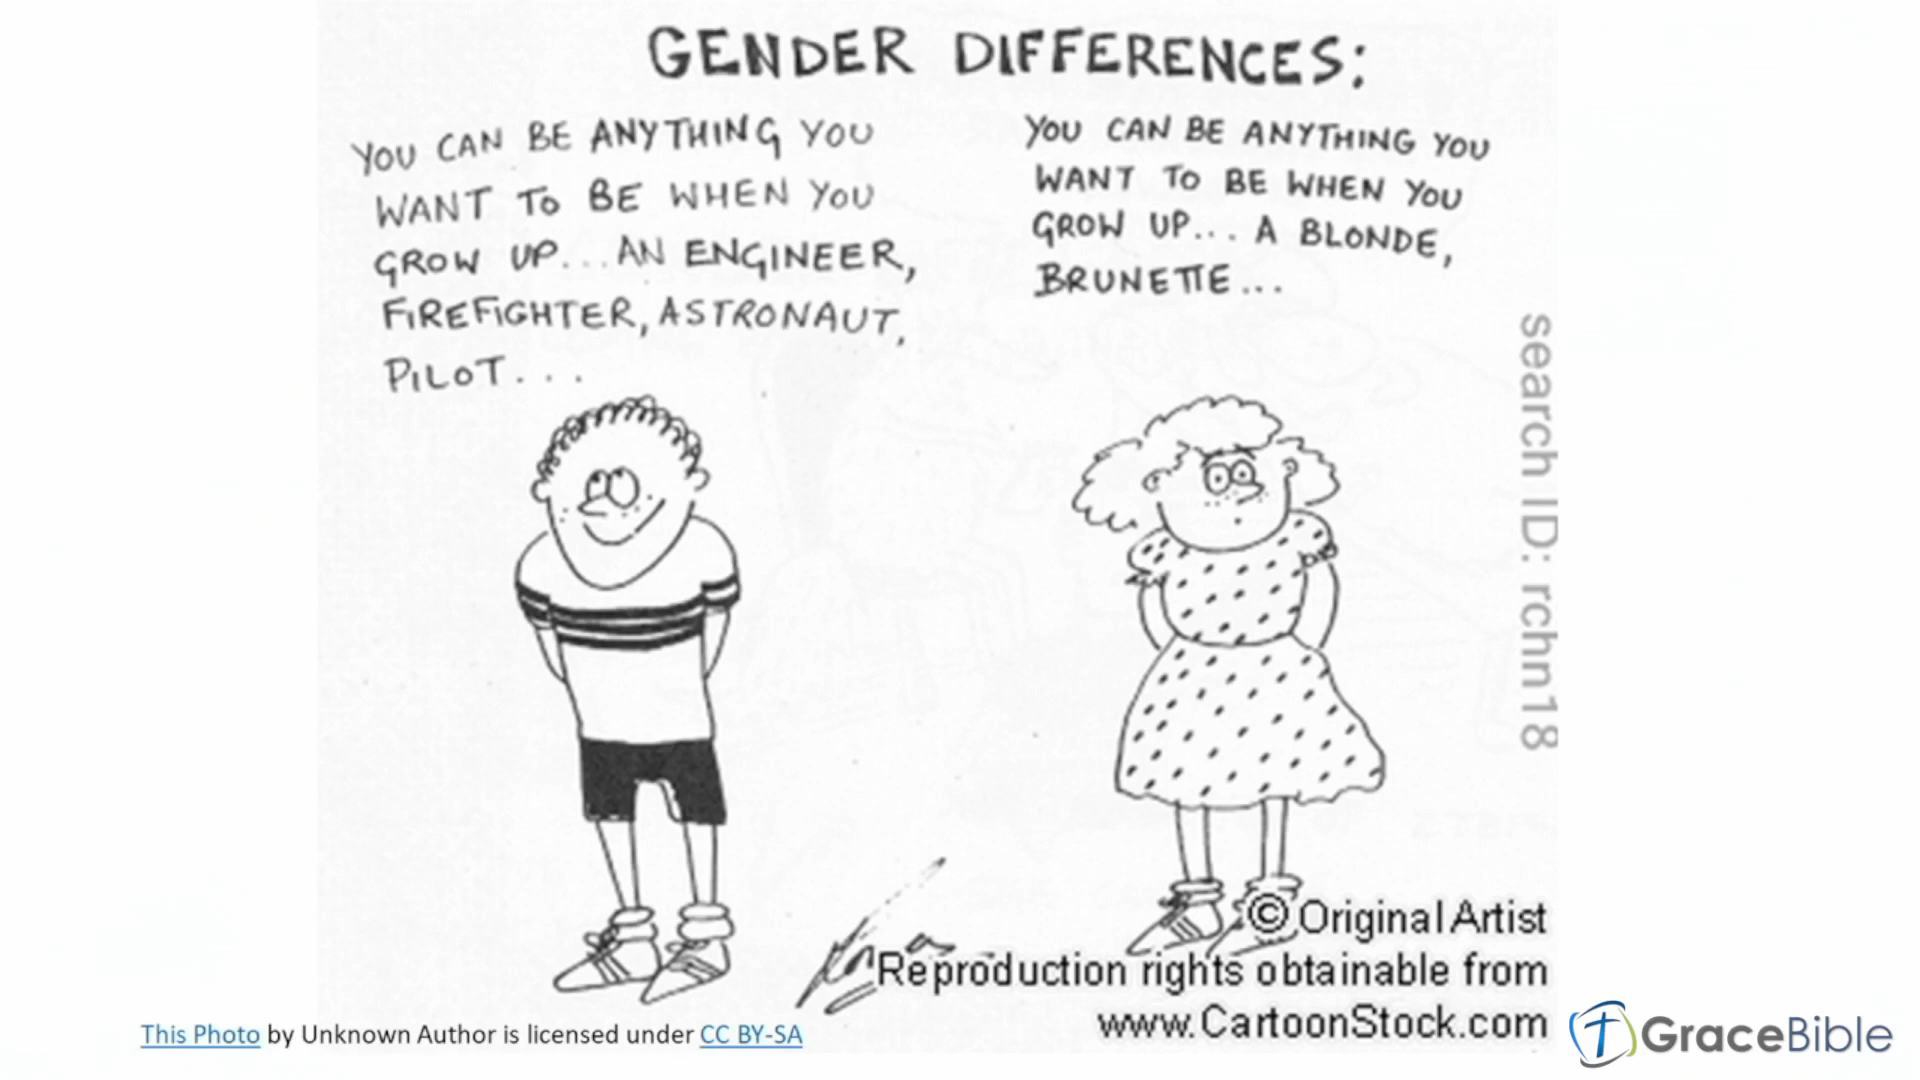 GENDER DIFFERENCES:
YOU CAN BE ANYTHING YOU
WANT TO BE WHEN YOU
GROW UP... AN ENGINEER,
FIREFIGHTER, ASTRONAUT,
PILOT...
YOU CAN BE ANYTHING YOU
WANT TO BE WHEN YOU
GROW UP... A BLONDE,
BRUNETTE...
search ID: rchn18
© Original Artist
Reproduction rights obtainable from
www.CartoonStock.com
This Photo by Unknown Author is licensed under CC BY-SA
GraceBible